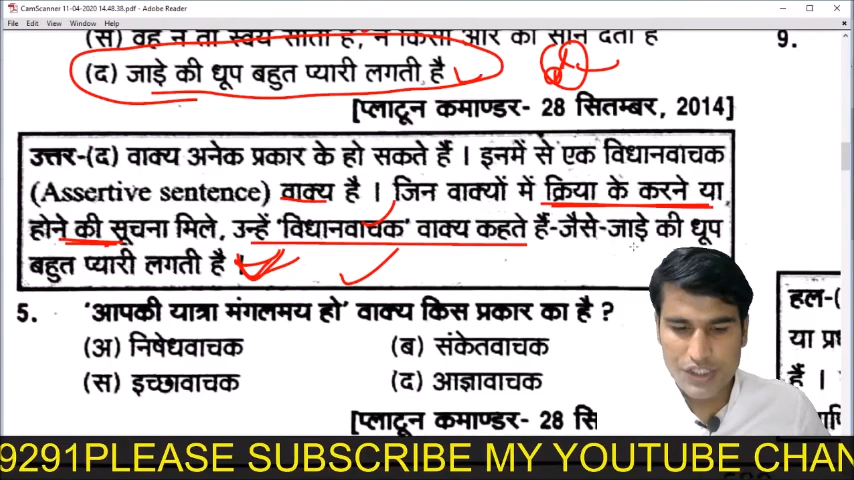 CamScanner 11-04-2020 14.48.38.pdf - Adobe Reader
File Edit View Window Help
(स) वह न तो स्वयं सोता है, न किसी और को सोने देता है
9.
(द) जाड़े की धूप बहुत प्यारी लगती है
[प्लाटून कमाण्डर- 28 सितम्बर, 2014]
उत्तर-(द) वाक्य अनेक प्रकार के हो सकते हैं । इनमें से एक विधानवाचक
(Assertive sentence) वाक्य है । जिन वाक्यों में क्रिया के करने या
होने की सूचना मिले, उन्हें 'विधानवाचक' वाक्य कहते हैं-जैसे-जाड़े की धूप
बहुत प्यारी लगती है ।
5. 'आपकी यात्रा मंगलमय हो' वाक्य किस प्रकार का है ?
(अ) निषेधवाचक (ब) संकेतवाचक
(स) इच्छावाचक (द) आज्ञावाचक
[प्लाटून कमाण्डर- 28 सि
हल-(
या प्र
हैं ।
9291PLEASE SUBSCRIBE MY YOUTUBE CHAN